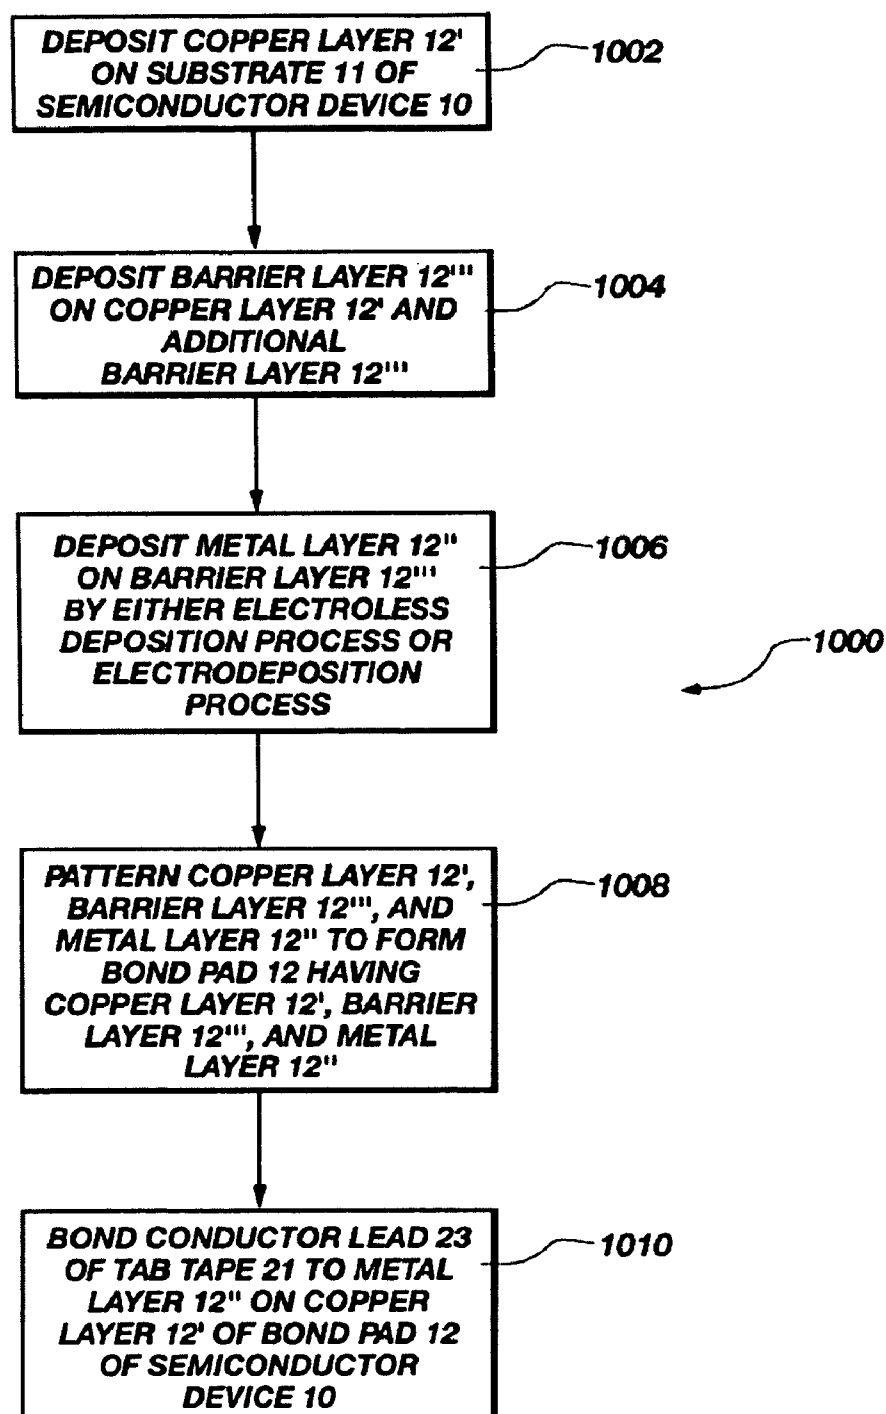 DEPOSIT COPPER LAYER 12'
ON SUBSTRATE 11 OF
SEMICONDUCTOR DEVICE 10
1002
DEPOSIT BARRIER LAYER 12'''
ON COPPER LAYER 12' AND
ADDITIONAL
BARRIER LAYER 12'''
1004
DEPOSIT METAL LAYER 12''
ON BARRIER LAYER 12'''
BY EITHER ELECTROLESS
DEPOSITION PROCESS OR
ELECTRODEPOSITION
PROCESS
1006
1000
PATTERN COPPER LAYER 12',
BARRIER LAYER 12''', AND
METAL LAYER 12'' TO FORM
BOND PAD 12 HAVING
COPPER LAYER 12', BARRIER
LAYER 12''', AND METAL
LAYER 12''
1008
BOND CONDUCTOR LEAD 23
OF TAB TAPE 21 TO METAL
LAYER 12'' ON COPPER
LAYER 12' OF BOND PAD 12
OF SEMICONDUCTOR
DEVICE 10
1010